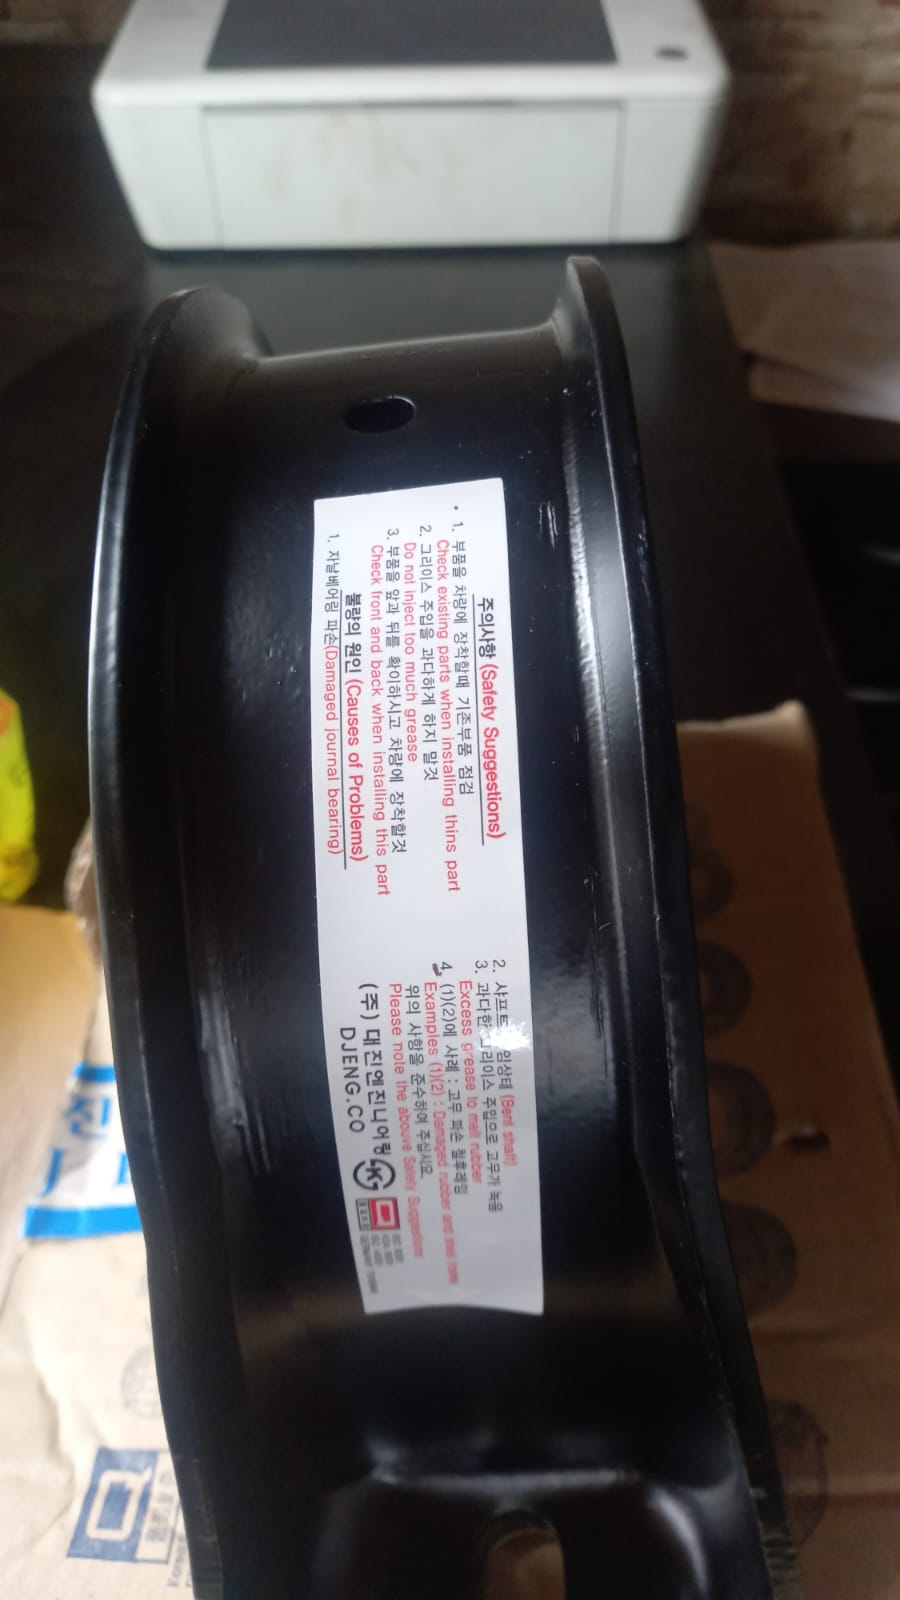 주의사항 (Safety Suggestions)
1. 부품을 차량에 장착할때 기존부품 점검
Check existing parts when installing thins part
2. 그리이스 주입을 과다하게 하지 말것
Do not inject too much grease
3. 부품을 앞과 뒤를 확이하시고 차량에 장착할것
Check front and back when installing this part
불량의 원인 (Causes of Problems)
1. 자날베어링 파손(Damaged journal bearing)
2. 샤프트 임상태 (Bent shaft)
3. 과다한 그리이스 주입으로 고무가 녹음
Excess grease to melt rubber
4. (1)(2)에 사례 : 고무 파손 철후레임
Examples (1)(2) : Damaged rubber and steel frame
위의 사항을 준수하여 주십시요.
Please note the abouve Safety Suggestions
(주) 대진엔진니어링
DJENG.CO
K
Q